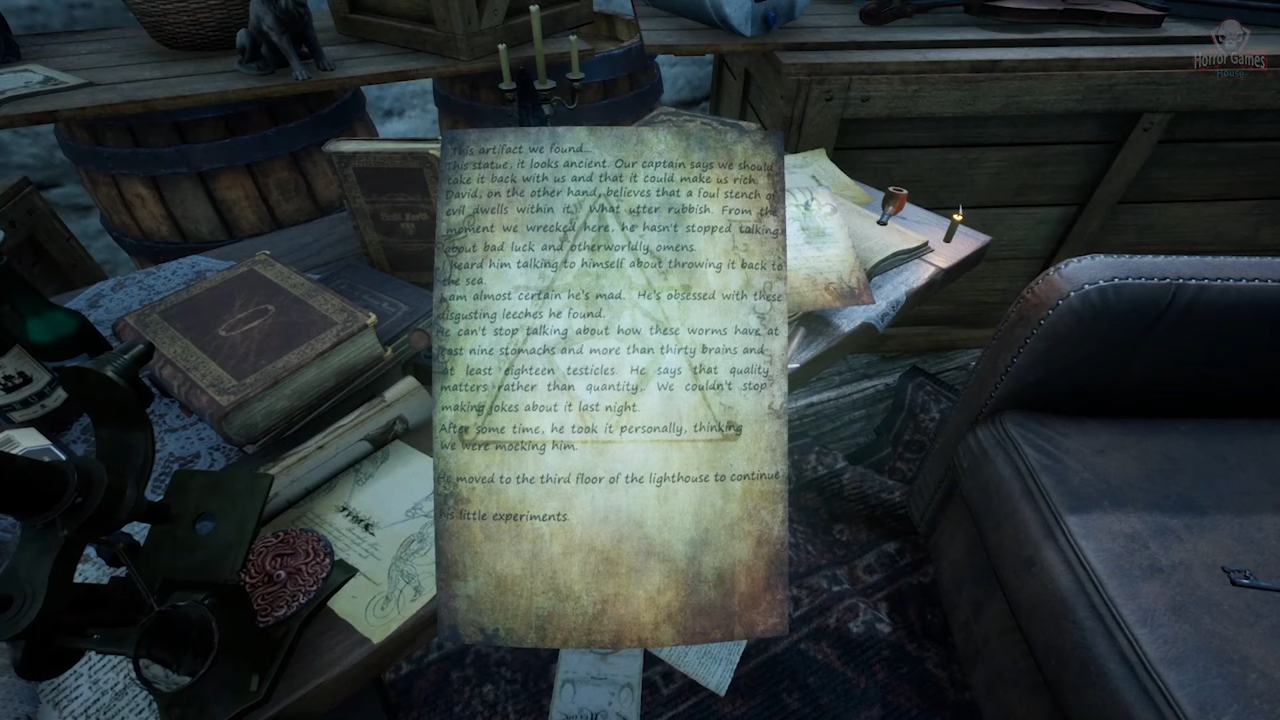 This artifact we found...
This statue, it looks ancient. Our captain says we should
take it back with us and that it could make us rich.
David, on the other hand, believes that a foul stench of
evil dwells within it. What utter rubbish. From the
moment we wrecked here, he hasn't stopped talking
about bad luck and otherworldly omens.
I heard him talking to himself about throwing it back to
the sea.
I am almost certain he's mad. He's obsessed with these
disgusting leeches he found.
He can't stop talking about how these worms have at
least nine stomachs and more than thirty brains and
at least eighteen testicles. He says that quality
matters rather than quantity. We couldn't stop
making jokes about it last night.
After some time, he took it personally, thinking
we were mocking him.
He moved to the third floor of the lighthouse to continue
his little experiments.
Horror Games
House